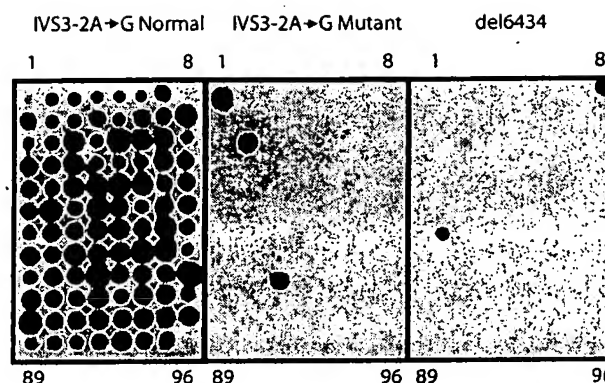 IVS3-2A→G Normal IVS3-2A→G Mutant del6434
1 8 1 8 1 8
89 96 89 96 89 96